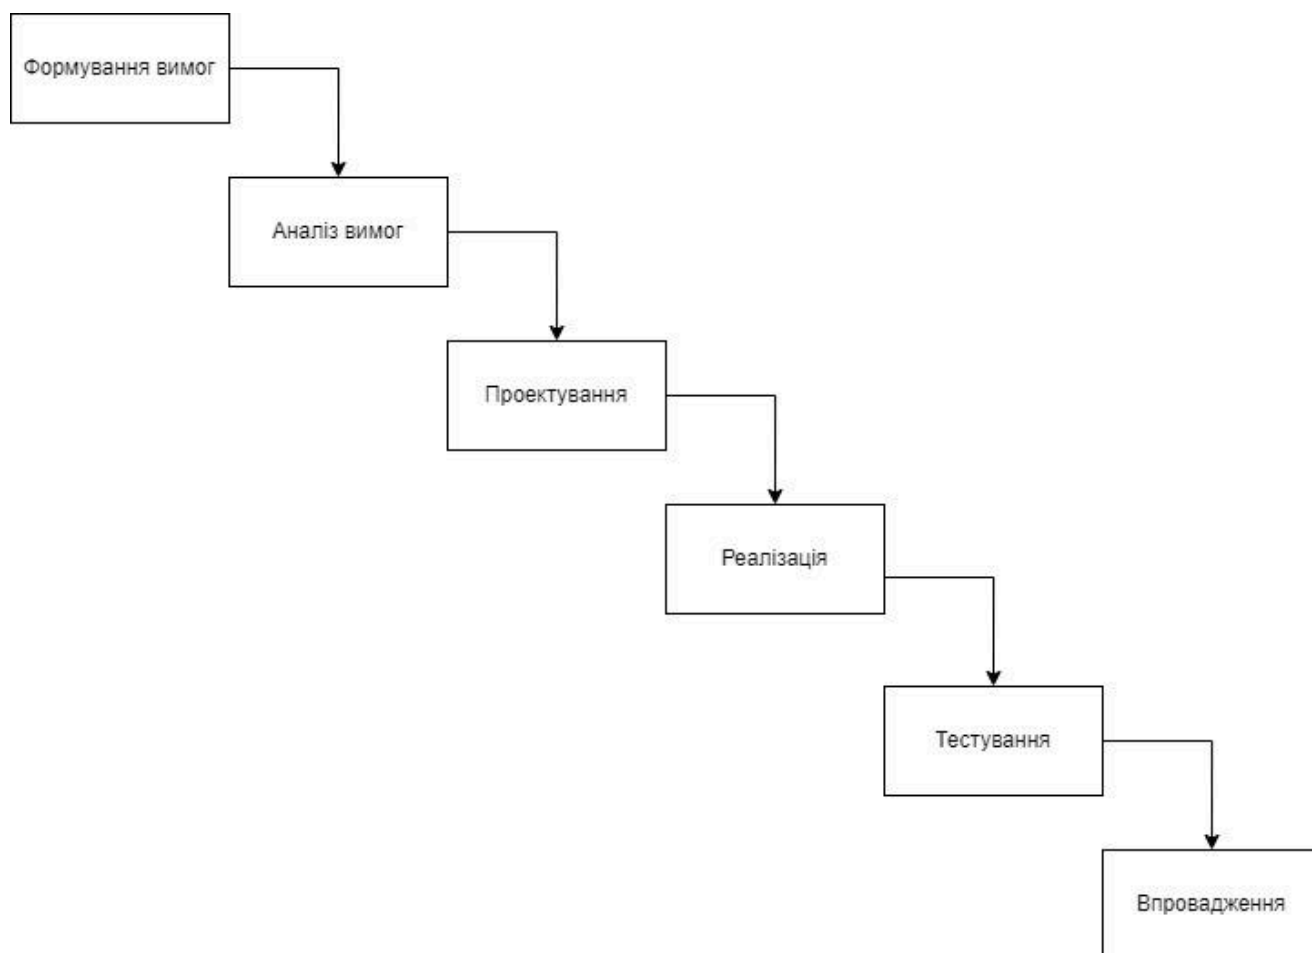 Формування вимог
Аналіз вимог
Проектування
Реалізація
Тестування
Впровадження